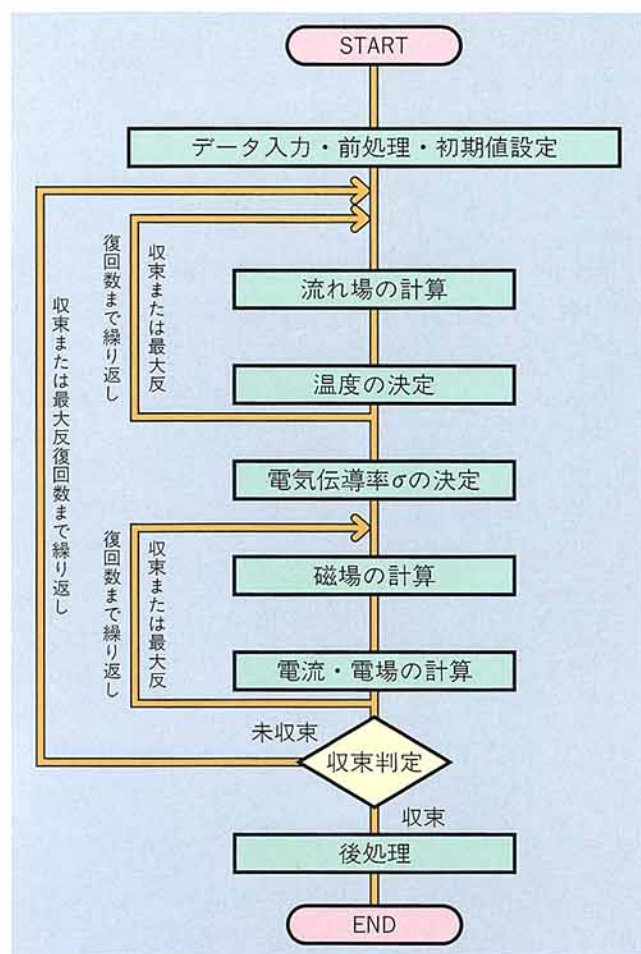 START
データ入力・前処理・初期値設定
収束または最大反
復回数まで繰り返し
収束または最大反復回数まで繰り返し
流れ場の計算
温度の決定
電気伝導率σの決定
収束または最大反
復回数まで繰り返し
磁場の計算
電流・電場の計算
未収束
収束判定
収束
後処理
END